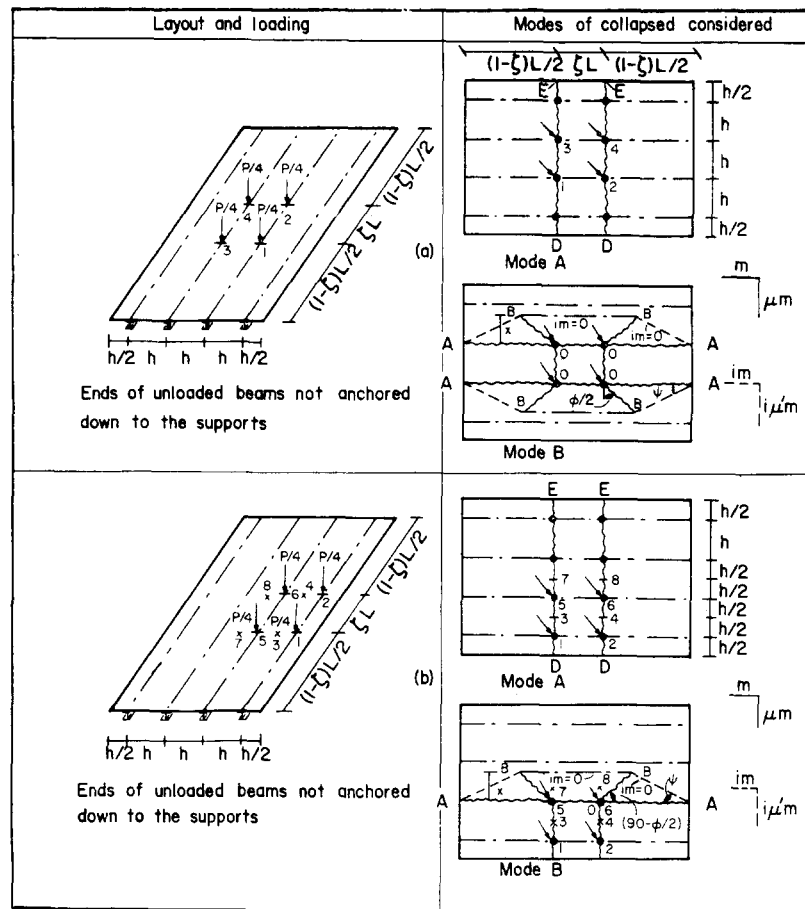 Layout and loading
Modes of collapsed considered
(1-ζ)L/2 ζL (1-ζ)L/2
P/4 P/4
P/4 P/4
4 2
3 1
(1-ζ)L/2
ζL
(1-ζ)L/2
h/2 h h h h/2
(a)
Ends of unloaded beams not anchored
down to the supports
E E
3 4
1 2
D D
h/2
h
h
h
h/2
Mode A
m
μm
B B
x im=0 im=0
A A
O O
O O
A A
B φ/2 B ψ
im
iμ'm
Mode B
P/4 P/4
8 6 4 2
P/4 P/4
7 5 3 1
(1-ζ)L/2
ζL
(1-ζ)L/2
h/2 h h h h/2
(b)
Ends of unloaded beams not anchored
down to the supports
E E
7 8
5 6
3 4
1 2
D D
h/2
h
h/2
h/2
h/2
h/2
Mode A
m
μm
B im=0 8 B ψ
x 7 im=0
A 5 O 6 A
3 4 (90-φ/2)
1 2
im
iμ'm
Mode B